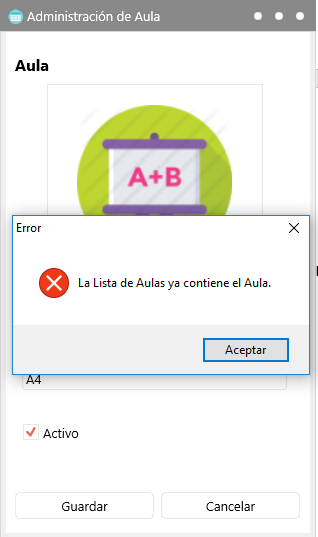 Administración de Aula
Aula
A+B
Error
La Lista de Aulas ya contiene el Aula.
Aceptar
A4
Activo
Guardar
Cancelar